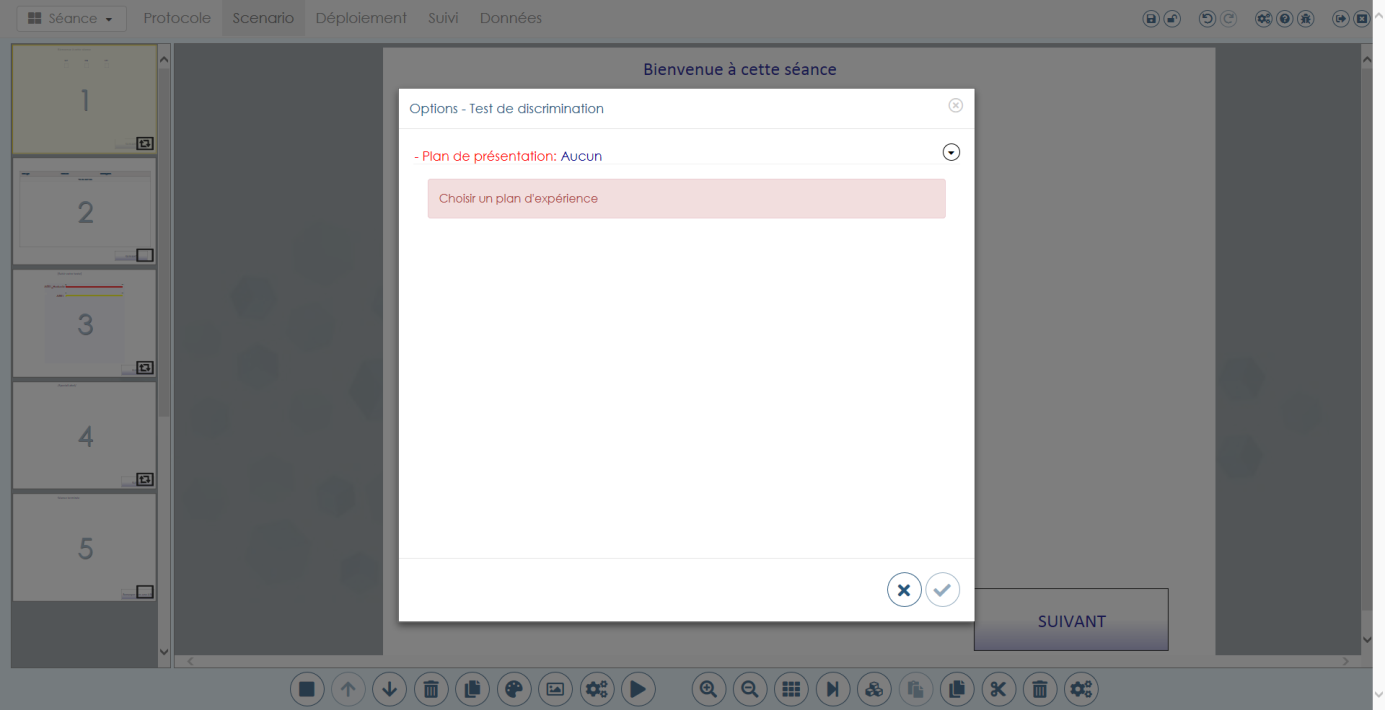 Séance Protocole Scenario Déploiement Suivi Données
Bienvenue à cette séance
Options - Test de discrimination
- Plan de présentation: Aucun
Choisir un plan d'expérience
1
2
3
4
5
SUIVANT